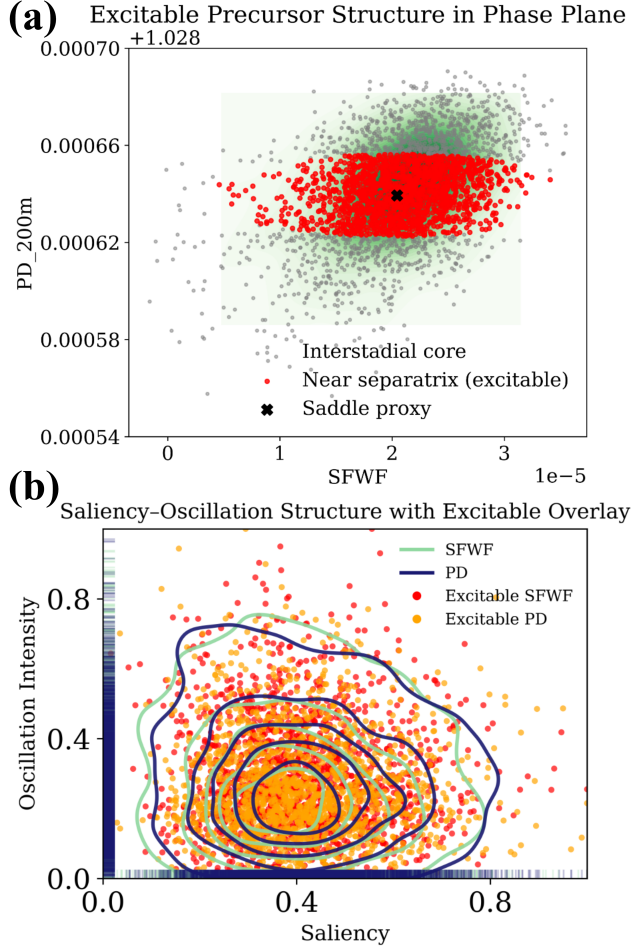 (a)
Excitable Precursor Structure in Phase Plane
+1.028
0.00070
0.00066
0.00062
0.00058
0.00054
PD_200m
Interstadial core
Near separatrix (excitable)
Saddle proxy
0
1
2
3
SFWF
1e−5
(b)
Saliency–Oscillation Structure with Excitable Overlay
SFWF
PD
Excitable SFWF
Excitable PD
0.8
0.4
0.0
Oscillation Intensity
0.0
0.4
0.8
Saliency